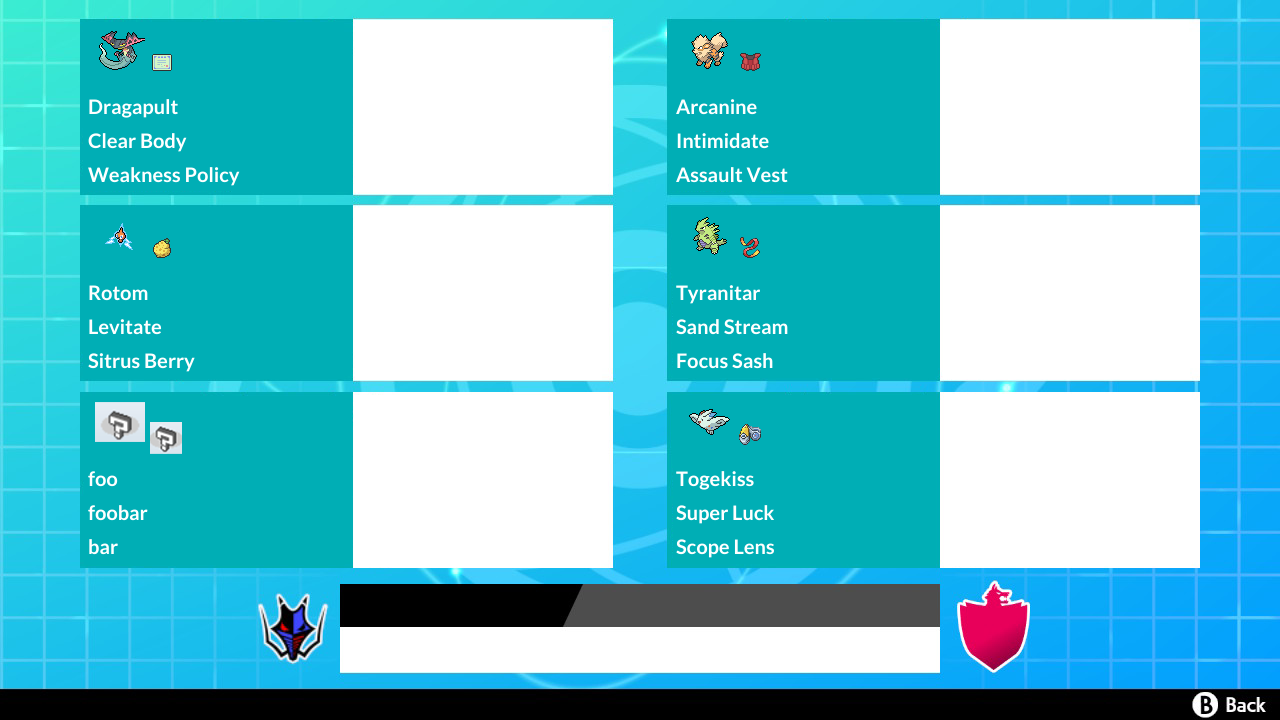 Dragapult
Clear Body
Weakness Policy
Arcanine
Intimidate
Assault Vest
Rotom
Levitate
Sitrus Berry
Tyranitar
Sand Stream
Focus Sash
foo
foobar
bar
Togekiss
Super Luck
Scope Lens
B Back